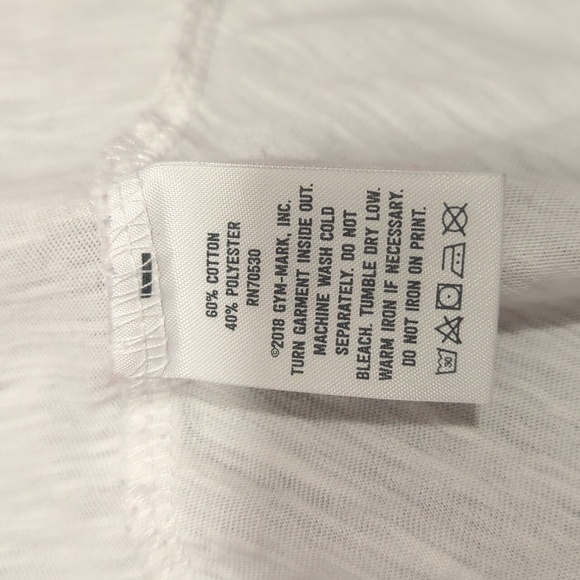 60% COTTON
40% POLYESTER
RN70530
©2018 GYM-MARK, INC.
TURN GARMENT INSIDE OUT.
MACHINE WASH COLD
SEPARATELY. DO NOT
BLEACH. TUMBLE DRY LOW.
WARM IRON IF NECESSARY.
DO NOT IRON ON PRINT.
30